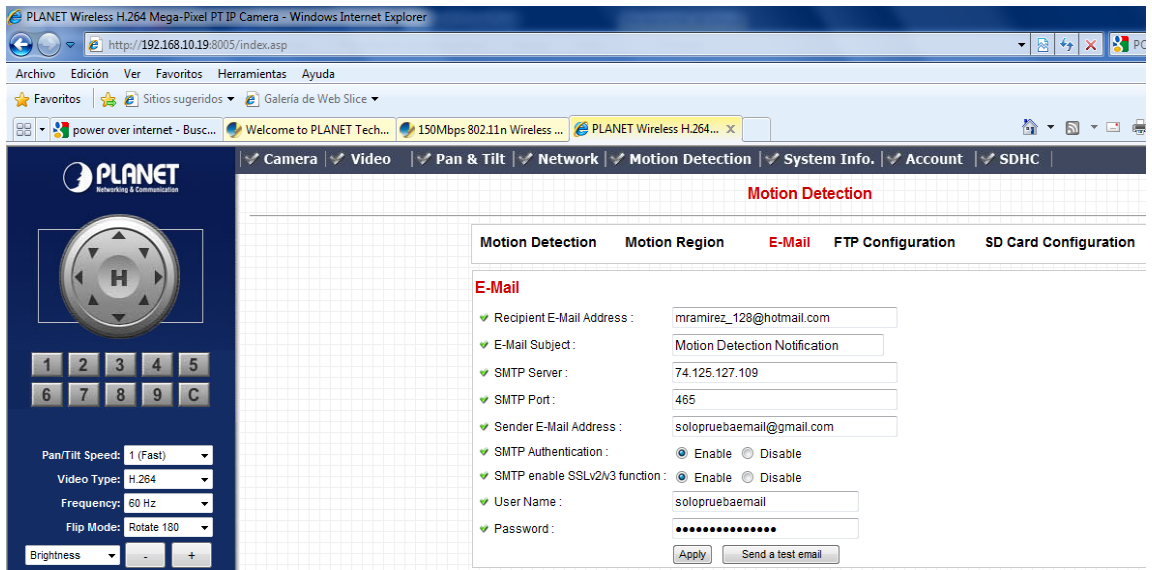 PLANET Wireless H.264 Mega-Pixel PT IP Camera - Windows Internet Explorer
http://192.168.10.19:8005/index.asp
PO
Archivo Edición Ver Favoritos Herramientas Ayuda
Favoritos Sitios sugeridos Galería de Web Slice
power over internet - Busc... Welcome to PLANET Tech... 150Mbps 802.11n Wireless ... PLANET Wireless H.264... X
Camera Video Pan & Tilt Network Motion Detection System Info. Account SDHC
PLANET
Networking & Communication
Motion Detection
Motion Detection Motion Region E-Mail FTP Configuration SD Card Configuration
E-Mail
Recipient E-Mail Address : mramirez_128@hotmail.com
E-Mail Subject : Motion Detection Notification
SMTP Server : 74.125.127.109
SMTP Port : 465
Sender E-Mail Address : solopruebaemail@gmail.com
SMTP Authentication : Enable Disable
SMTP enable SSLv2/v3 function : Enable Disable
User Name : solopruebaemail
Password : •••••••••••••••
Apply Send a test email
H
1 2 3 4 5
6 7 8 9 C
Pan/Tilt Speed: 1 (Fast)
Video Type: H.264
Frequency: 60 Hz
Flip Mode: Rotate 180
Brightness - +